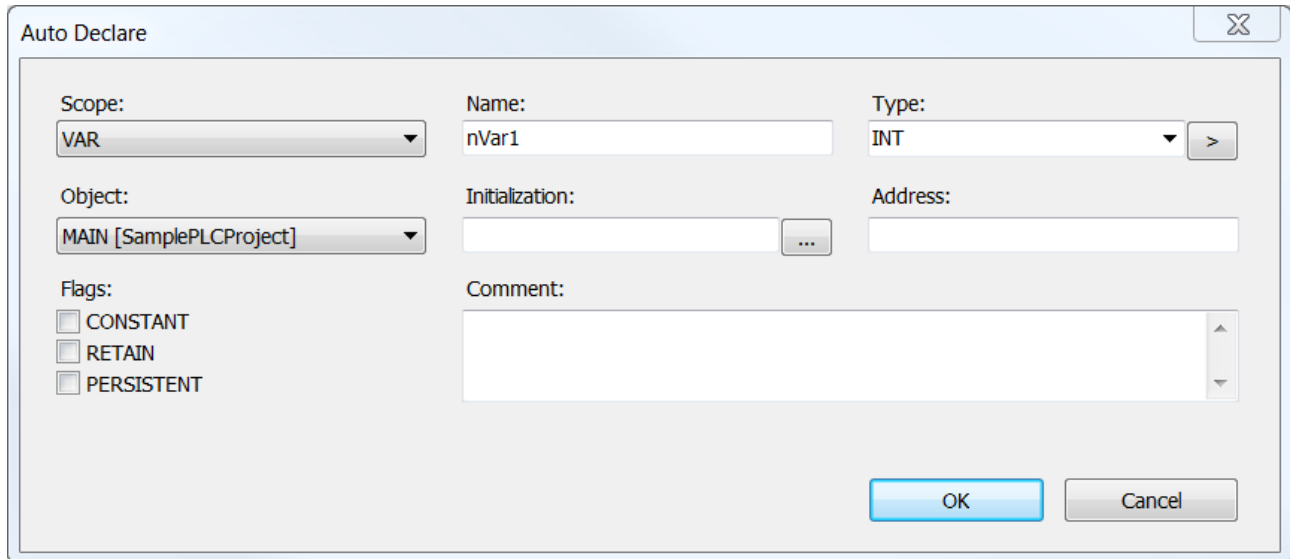 Auto Declare
Scope: Name: Type:
VAR nVar1 INT >
Object: Initialization: Address:
MAIN [SamplePLCProject] ...
Flags: Comment:
CONSTANT
RETAIN
PERSISTENT
OK Cancel